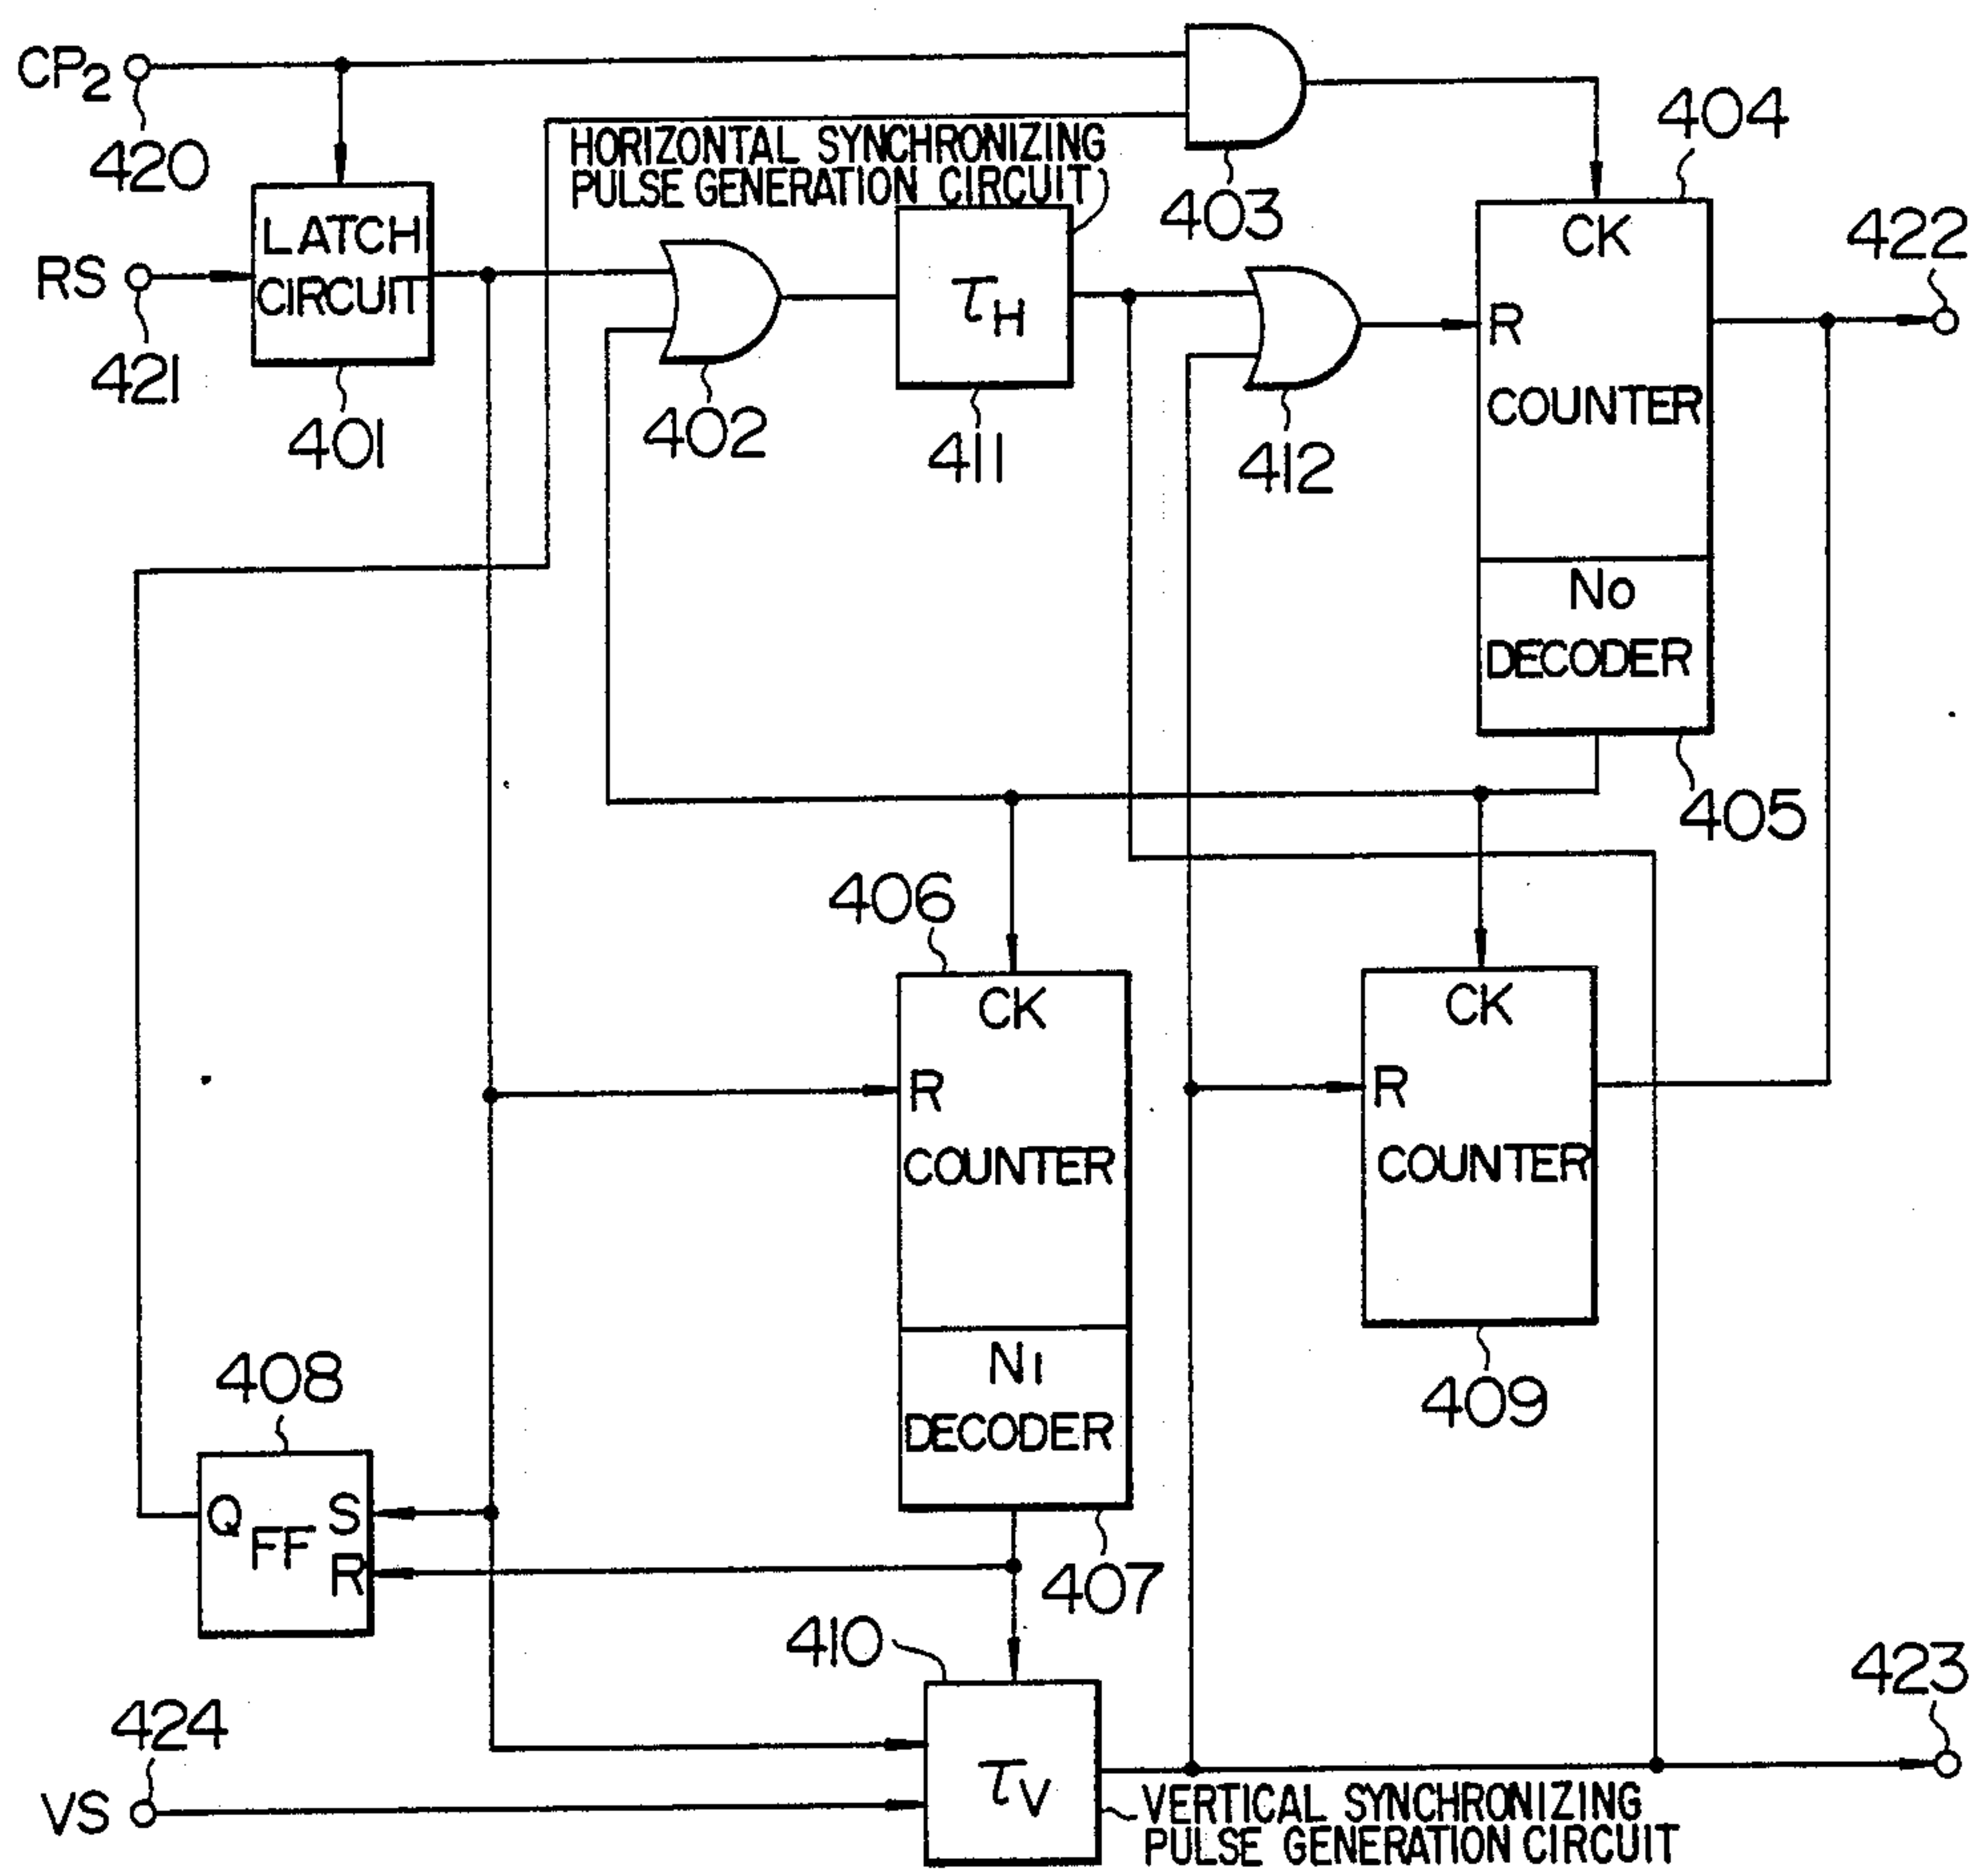 CP2
420
RS
421
LATCH
CIRCUIT
401
HORIZONTAL SYNCHRONIZING
PULSE GENERATION CIRCUIT
402
τH
411
403
412
404
CK
R
COUNTER
No
DECODER
405
422
406
CK
R
COUNTER
N1
DECODER
407
CK
R
COUNTER
409
408
Q
FF
S
R
410
424
VS
τV
VERTICAL SYNCHRONIZING
PULSE GENERATION CIRCUIT
423